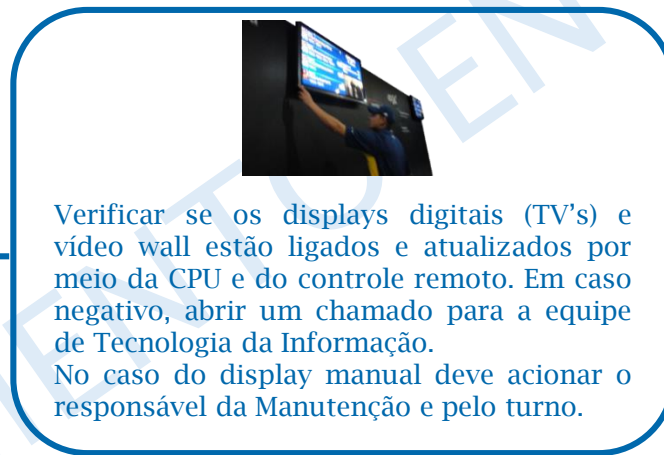 Verificar se os displays digitais (TV’s) e
vídeo wall estão ligados e atualizados por
meio da CPU e do controle remoto. Em caso
negativo, abrir um chamado para a equipe
de Tecnologia da Informação.
No caso do display manual deve acionar o
responsável da Manutenção e pelo turno.